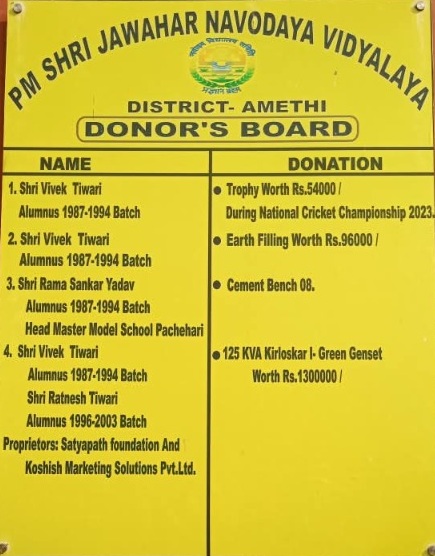 PM SHRI JAWAHAR NAVODAYA VIDYALAYA
DISTRICT- AMETHI
DONOR'S BOARD
NAME
DONATION
1. Shri Vivek Tiwari
Alumnus 1987-1994 Batch
• Trophy Worth Rs.54000 /
During National Cricket Championship 2023.
2. Shri Vivek Tiwari
Alumnus 1987-1994 Batch
• Earth Filling Worth Rs.96000 /
3. Shri Rama Sankar Yadav
Alumnus 1987-1994 Batch
Head Master Model School Pachehari
• Cement Bench 08.
4. Shri Vivek Tiwari
Alumnus 1987-1994 Batch
Shri Ratnesh Tiwari
Alumnus 1996-2003 Batch
Proprietors: Satyapath foundation And
Koshish Marketing Solutions Pvt.Ltd.
• 125 KVA Kirloskar I- Green Genset
Worth Rs.1300000 /